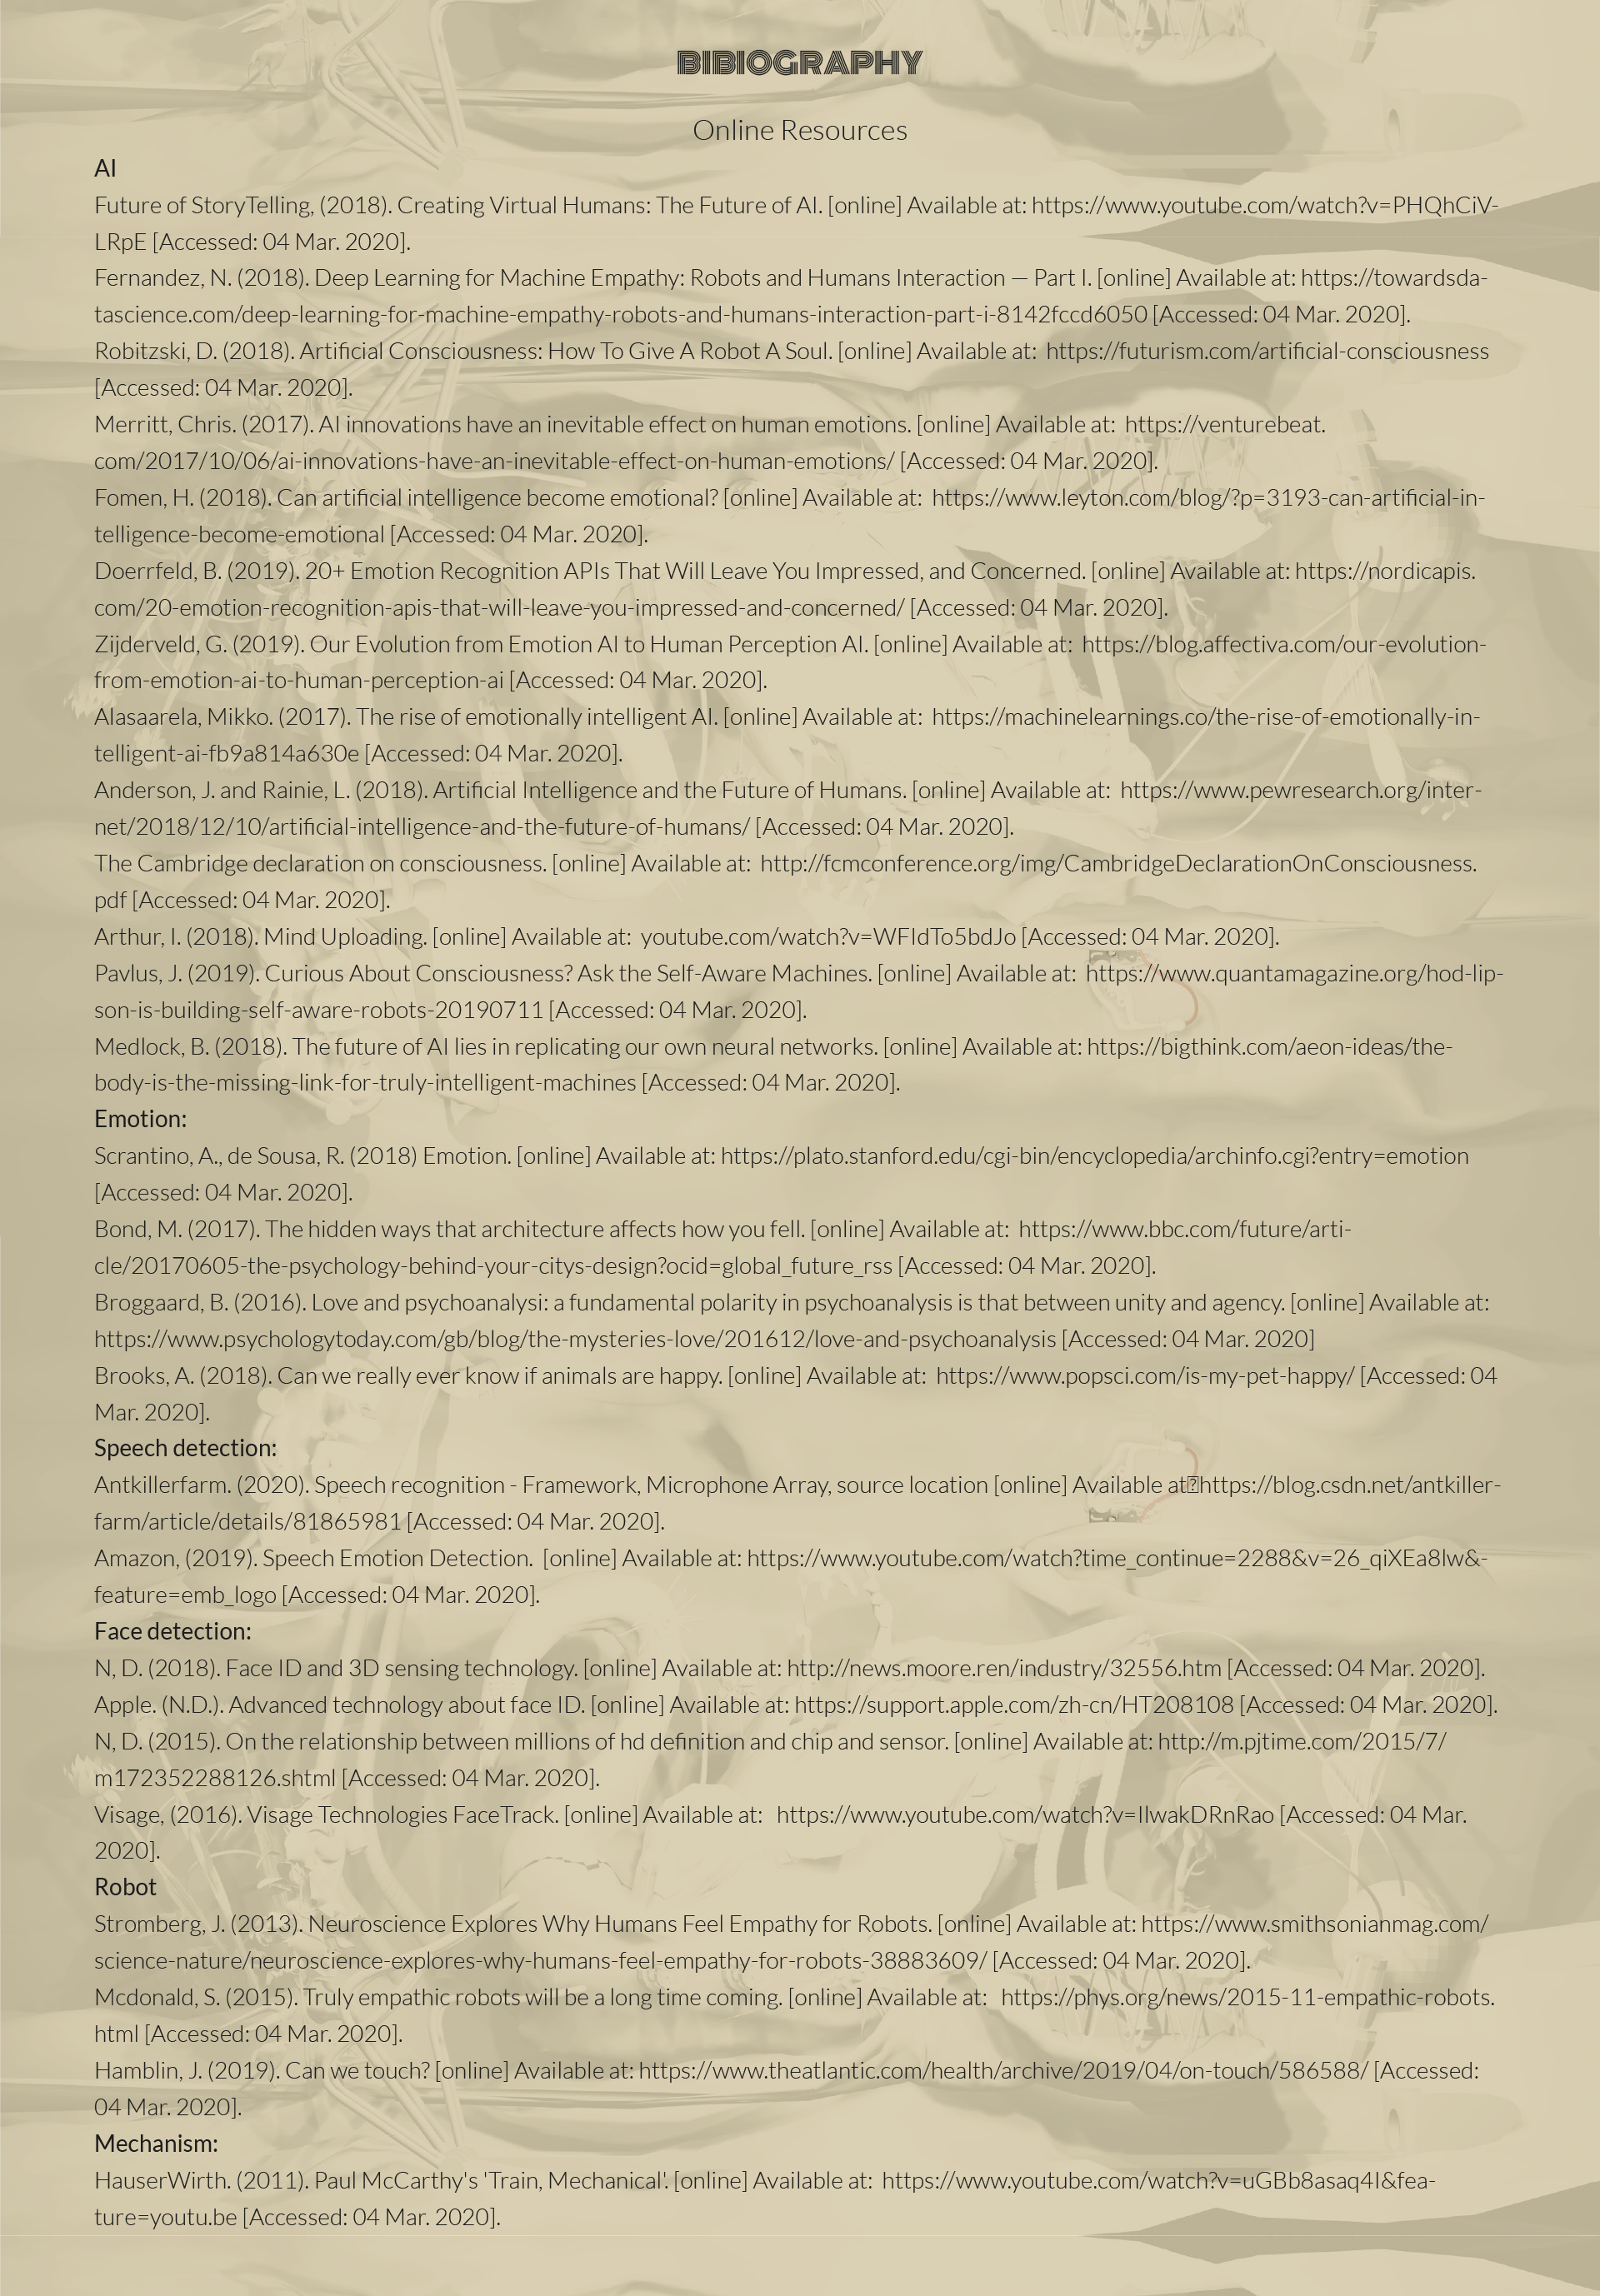 BIBIOGRAPHY
Online Resources
AI
Future of StoryTelling, (2018). Creating Virtual Humans: The Future of AI. [online] Available at: https://www.youtube.com/watch?v=PHQhCiV-
LRpE [Accessed: 04 Mar. 2020].
Fernandez, N. (2018). Deep Learning for Machine Empathy: Robots and Humans Interaction — Part I. [online] Available at: https://towardsda-
tascience.com/deep-learning-for-machine-empathy-robots-and-humans-interaction-part-i-8142fccd6050 [Accessed: 04 Mar. 2020].
Robitzski, D. (2018). Artificial Consciousness: How To Give A Robot A Soul. [online] Available at: https://futurism.com/artificial-consciousness
[Accessed: 04 Mar. 2020].
Merritt, Chris. (2017). AI innovations have an inevitable effect on human emotions. [online] Available at: https://venturebeat.
com/2017/10/06/ai-innovations-have-an-inevitable-effect-on-human-emotions/ [Accessed: 04 Mar. 2020].
Fomen, H. (2018). Can artificial intelligence become emotional? [online] Available at: https://www.leyton.com/blog/?p=3193-can-artificial-in-
telligence-become-emotional [Accessed: 04 Mar. 2020].
Doerrfeld, B. (2019). 20+ Emotion Recognition APIs That Will Leave You Impressed, and Concerned. [online] Available at: https://nordicapis.
com/20-emotion-recognition-apis-that-will-leave-you-impressed-and-concerned/ [Accessed: 04 Mar. 2020].
Zijderveld, G. (2019). Our Evolution from Emotion AI to Human Perception AI. [online] Available at: https://blog.affectiva.com/our-evolution-
from-emotion-ai-to-human-perception-ai [Accessed: 04 Mar. 2020].
Alasaarela, Mikko. (2017). The rise of emotionally intelligent AI. [online] Available at: https://machinelearnings.co/the-rise-of-emotionally-in-
telligent-ai-fb9a814a630e [Accessed: 04 Mar. 2020].
Anderson, J. and Rainie, L. (2018). Artificial Intelligence and the Future of Humans. [online] Available at: https://www.pewresearch.org/inter-
net/2018/12/10/artificial-intelligence-and-the-future-of-humans/ [Accessed: 04 Mar. 2020].
The Cambridge declaration on consciousness. [online] Available at: http://fcmconference.org/img/CambridgeDeclarationOnConsciousness.
pdf [Accessed: 04 Mar. 2020].
Arthur, I. (2018). Mind Uploading. [online] Available at: youtube.com/watch?v=WFIdTo5bdJo [Accessed: 04 Mar. 2020].
Pavlus, J. (2019). Curious About Consciousness? Ask the Self-Aware Machines. [online] Available at: https://www.quantamagazine.org/hod-lip-
son-is-building-self-aware-robots-20190711 [Accessed: 04 Mar. 2020].
Medlock, B. (2018). The future of AI lies in replicating our own neural networks. [online] Available at: https://bigthink.com/aeon-ideas/the-
body-is-the-missing-link-for-truly-intelligent-machines [Accessed: 04 Mar. 2020].
Emotion:
Scrantino, A., de Sousa, R. (2018) Emotion. [online] Available at: https://plato.stanford.edu/cgi-bin/encyclopedia/archinfo.cgi?entry=emotion
[Accessed: 04 Mar. 2020].
Bond, M. (2017). The hidden ways that architecture affects how you fell. [online] Available at: https://www.bbc.com/future/arti-
cle/20170605-the-psychology-behind-your-citys-design?ocid=global_future_rss [Accessed: 04 Mar. 2020].
Broggaard, B. (2016). Love and psychoanalysi: a fundamental polarity in psychoanalysis is that between unity and agency. [online] Available at:
https://www.psychologytoday.com/gb/blog/the-mysteries-love/201612/love-and-psychoanalysis [Accessed: 04 Mar. 2020]
Brooks, A. (2018). Can we really ever know if animals are happy. [online] Available at: https://www.popsci.com/is-my-pet-happy/ [Accessed: 04
Mar. 2020].
Speech detection:
Antkillerfarm. (2020). Speech recognition - Framework, Microphone Array, source location [online] Available at https://blog.csdn.net/antkiller-
farm/article/details/81865981 [Accessed: 04 Mar. 2020].
Amazon, (2019). Speech Emotion Detection. [online] Available at: https://www.youtube.com/watch?time_continue=2288&v=26_qiXEa8lw&-
feature=emb_logo [Accessed: 04 Mar. 2020].
Face detection:
N, D. (2018). Face ID and 3D sensing technology. [online] Available at: http://news.moore.ren/industry/32556.htm [Accessed: 04 Mar. 2020].
Apple. (N.D.). Advanced technology about face ID. [online] Available at: https://support.apple.com/zh-cn/HT208108 [Accessed: 04 Mar. 2020].
N, D. (2015). On the relationship between millions of hd definition and chip and sensor. [online] Available at: http://m.pjtime.com/2015/7/
m172352288126.shtml [Accessed: 04 Mar. 2020].
Visage, (2016). Visage Technologies FaceTrack. [online] Available at: https://www.youtube.com/watch?v=IlwakDRnRao [Accessed: 04 Mar.
2020].
Robot
Stromberg, J. (2013). Neuroscience Explores Why Humans Feel Empathy for Robots. [online] Available at: https://www.smithsonianmag.com/
science-nature/neuroscience-explores-why-humans-feel-empathy-for-robots-38883609/ [Accessed: 04 Mar. 2020].
Mcdonald, S. (2015). Truly empathic robots will be a long time coming. [online] Available at: https://phys.org/news/2015-11-empathic-robots.
html [Accessed: 04 Mar. 2020].
Hamblin, J. (2019). Can we touch? [online] Available at: https://www.theatlantic.com/health/archive/2019/04/on-touch/586588/ [Accessed:
04 Mar. 2020].
Mechanism:
HauserWirth. (2011). Paul McCarthy's 'Train, Mechanical'. [online] Available at: https://www.youtube.com/watch?v=uGBb8asaq4I&fea-
ture=youtu.be [Accessed: 04 Mar. 2020].